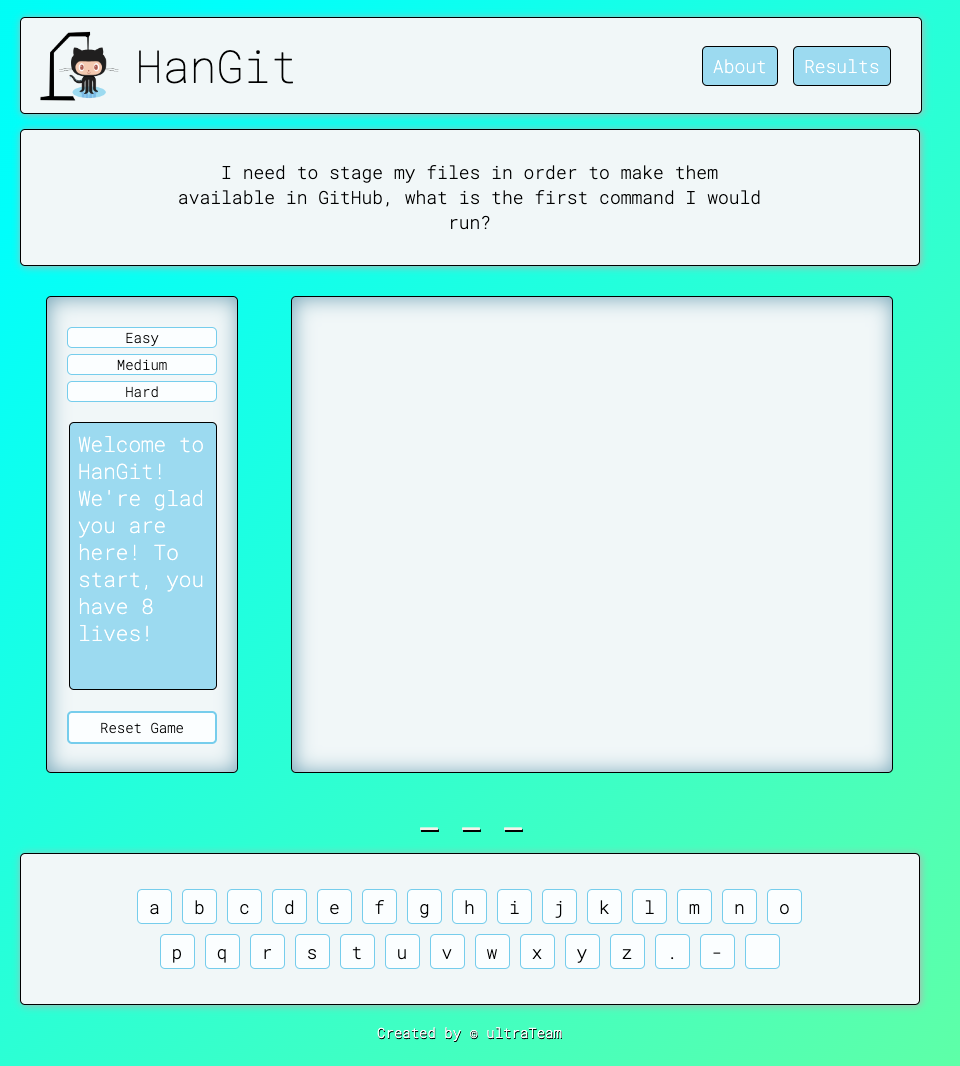 HanGit
About Results
I need to stage my files in order to make them
available in GitHub, what is the first command I would
run?
Easy
Medium
Hard
Welcome to
HanGit!
We're glad
you are
here! To
start, you
have 8
lives!
Reset Game
_ _ _
a b c d e f g h i j k l m n o
p q r s t u v w x y z . -
Created by © ultraTeam